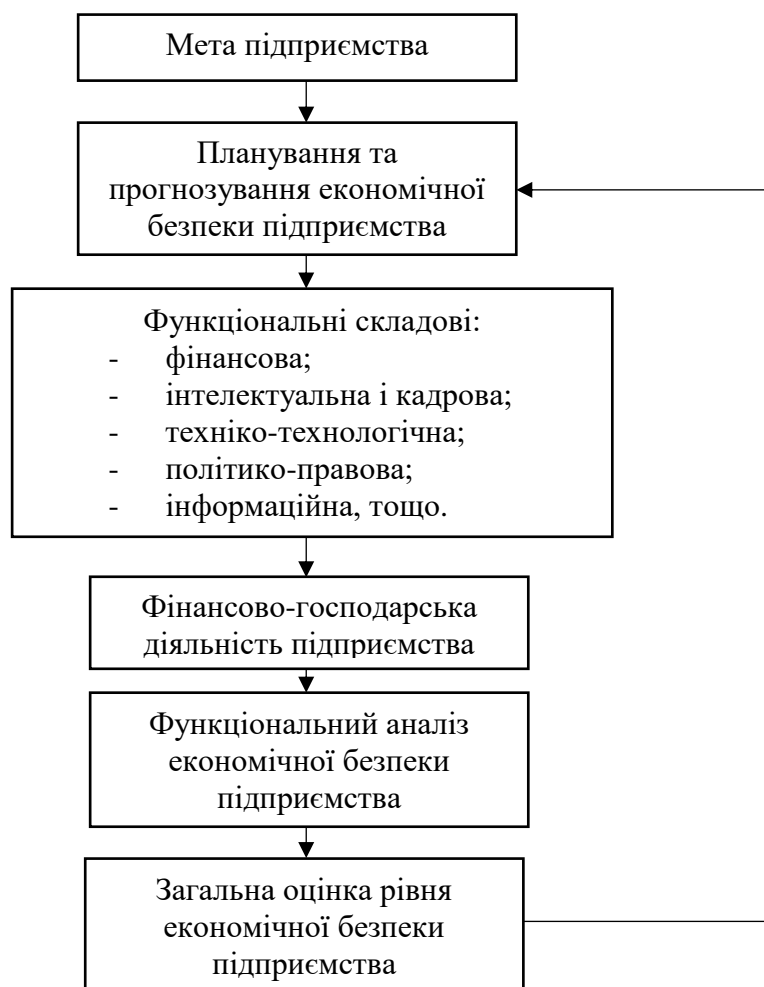 Мета підприємства
Планування та
прогнозування економічної
безпеки підприємства
Функціональні складові:
- фінансова;
- інтелектуальна і кадрова;
- техніко-технологічна;
- політико-правова;
- інформаційна, тощо.
Фінансово-господарська
діяльність підприємства
Функціональний аналіз
економічної безпеки
підприємства
Загальна оцінка рівня
економічної безпеки
підприємства